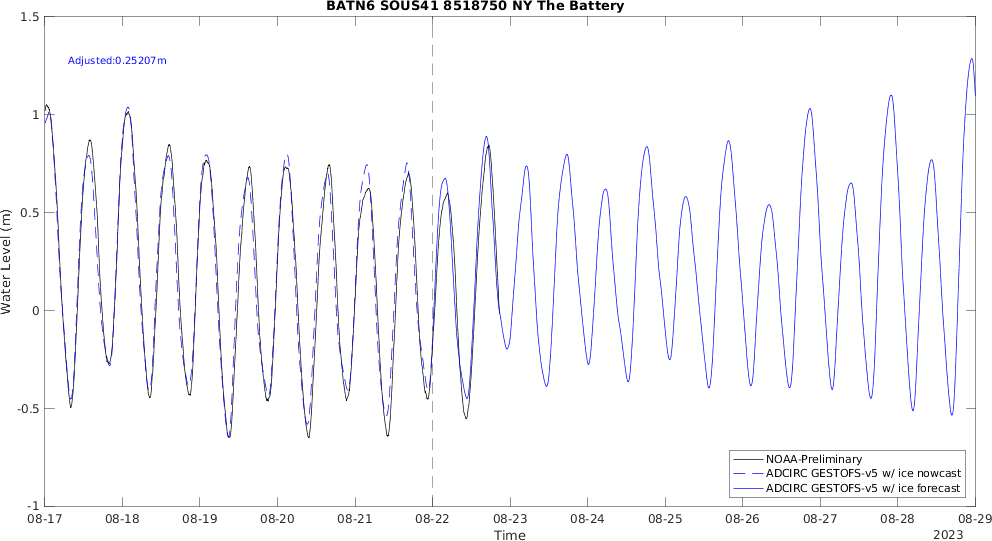 BATN6 SOUS41 8518750 NY The Battery
Adjusted:0.25207m
Water Level (m)
1.5
1
0.5
0
-0.5
-1
NOAA-Preliminary
ADCIRC GESTOFS-v5 w/ ice nowcast
ADCIRC GESTOFS-v5 w/ ice forecast
08-17 08-18 08-19 08-20 08-21 08-22 08-23 08-24 08-25 08-26 08-27 08-28 08-29
Time
2023